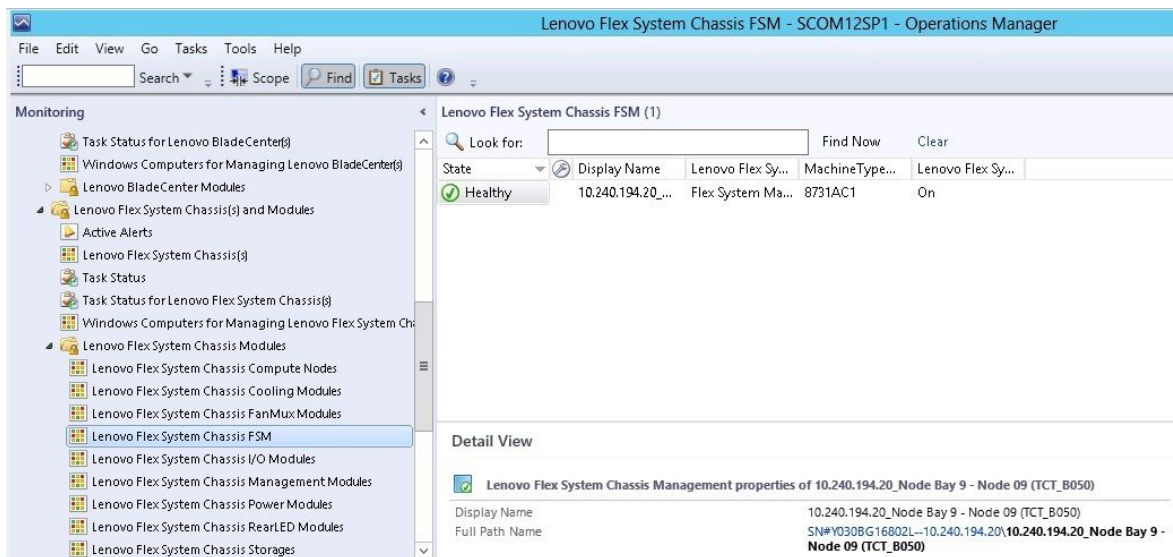 Lenovo Flex System Chassis FSM - SCOM12SP1 - Operations Manager
File Edit View Go Tasks Tools Help
Search Scope Find Tasks
Monitoring
Task Status for Lenovo BladeCenter(s)
Windows Computers for Managing Lenovo BladeCenter(s)
Lenovo BladeCenter Modules
Lenovo Flex System Chassis(s) and Modules
Active Alerts
Lenovo Flex System Chassis(s)
Task Status
Task Status for Lenovo Flex System Chassis(s)
Windows Computers for Managing Lenovo Flex System Cha
Lenovo Flex System Chassis Modules
Lenovo Flex System Chassis Compute Nodes
Lenovo Flex System Chassis Cooling Modules
Lenovo Flex System Chassis FanMux Modules
Lenovo Flex System Chassis FSM
Lenovo Flex System Chassis I/O Modules
Lenovo Flex System Chassis Management Modules
Lenovo Flex System Chassis Power Modules
Lenovo Flex System Chassis RearLED Modules
Lenovo Flex System Chassis Storages
Lenovo Flex System Chassis FSM (1)
Look for: Find Now Clear
State Display Name Lenovo Flex Sy... MachineType... Lenovo Flex Sy...
Healthy 10.240.194.20_... Flex System Ma... 8731AC1 On
Detail View
Lenovo Flex System Chassis Management properties of 10.240.194.20_Node Bay 9 - Node 09 (TCT_B050)
Display Name 10.240.194.20_Node Bay 9 - Node 09 (TCT_B050)
Full Path Name SN#Y030BG16802L--10.240.194.20\10.240.194.20_Node Bay 9 -
Node 09 (TCT_B050)